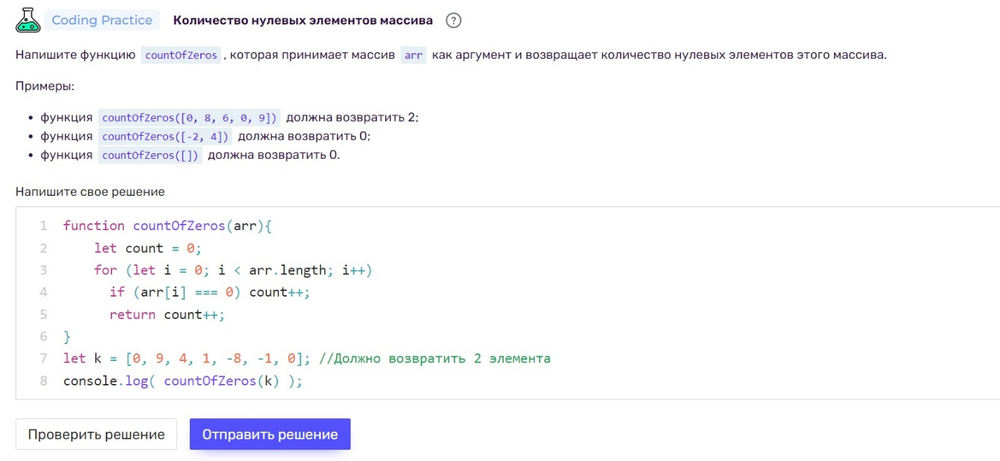 Coding Practice Количество нулевых элементов массива ?
Напишите функцию countOfZeros , которая принимает массив arr как аргумент и возвращает количество нулевых элементов этого массива.
Примеры:
• функция countOfZeros([0, 8, 6, 0, 9]) должна возвратить 2;
• функция countOfZeros([-2, 4]) должна возвратить 0;
• функция countOfZeros([]) должна возвратить 0.
Напишите свое решение
1 function countOfZeros(arr){
2     let count = 0;
3     for (let i = 0; i < arr.length; i++)
4       if (arr[i] === 0) count++;
5       return count++;
6 }
7 let k = [0, 9, 4, 1, -8, -1, 0]; //Должно возвратить 2 элемента
8 console.log( countOfZeros(k) );
Проверить решение Отправить решение